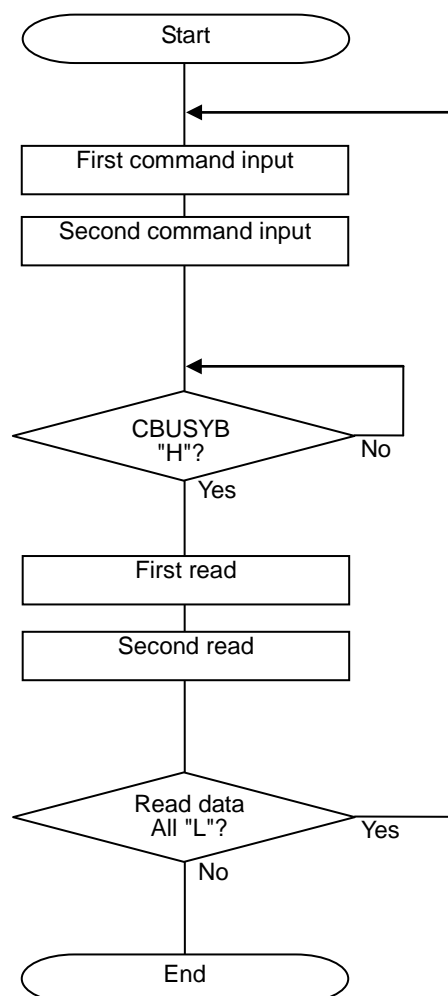 Start
First command input
Second command input
CBUSYB
"H"?
No
Yes
First read
Second read
Read data
All "L"?
Yes
No
End